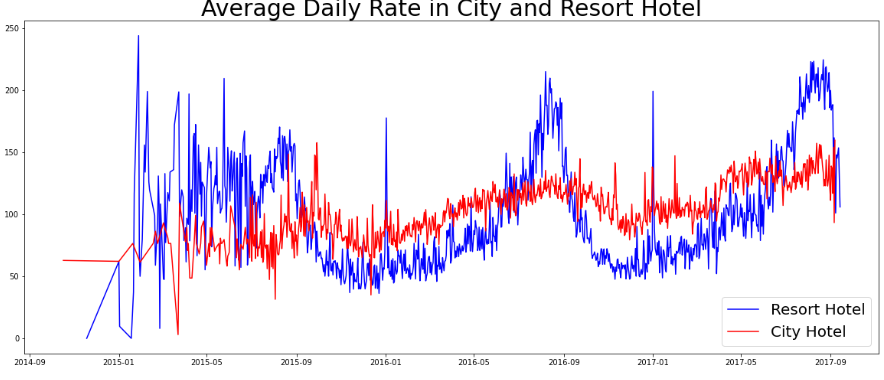 Average Daily Rate in City and Resort Hotel
250
200
150
100
50
0
Resort Hotel
City Hotel
2014-09 2015-01 2015-05 2015-09 2016-01 2016-05 2016-09 2017-01 2017-05 2017-09